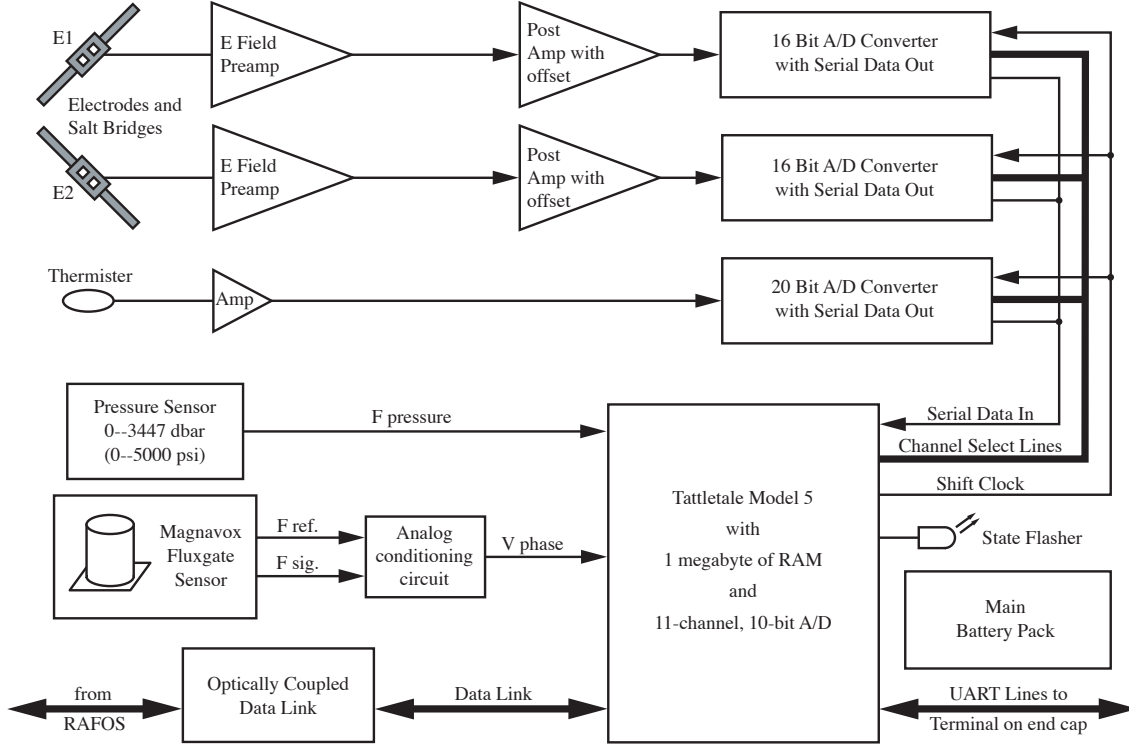 E1
E Field
Preamp
Post
Amp with
offset
16 Bit A/D Converter
with Serial Data Out
Electrodes and
Salt Bridges
E2
E Field
Preamp
Post
Amp with
offset
16 Bit A/D Converter
with Serial Data Out
Thermister
Amp
20 Bit A/D Converter
with Serial Data Out
Pressure Sensor
0--3447 dbar
(0--5000 psi)
F pressure
Serial Data In
Channel Select Lines
Shift Clock
Magnavox
Fluxgate
Sensor
F ref.
F sig.
Analog
conditioning
circuit
V phase
Tattletale Model 5
with
1 megabyte of RAM
and
11-channel, 10-bit A/D
State Flasher
Main
Battery Pack
from
RAFOS
Optically Coupled
Data Link
Data Link
UART Lines to
Terminal on end cap